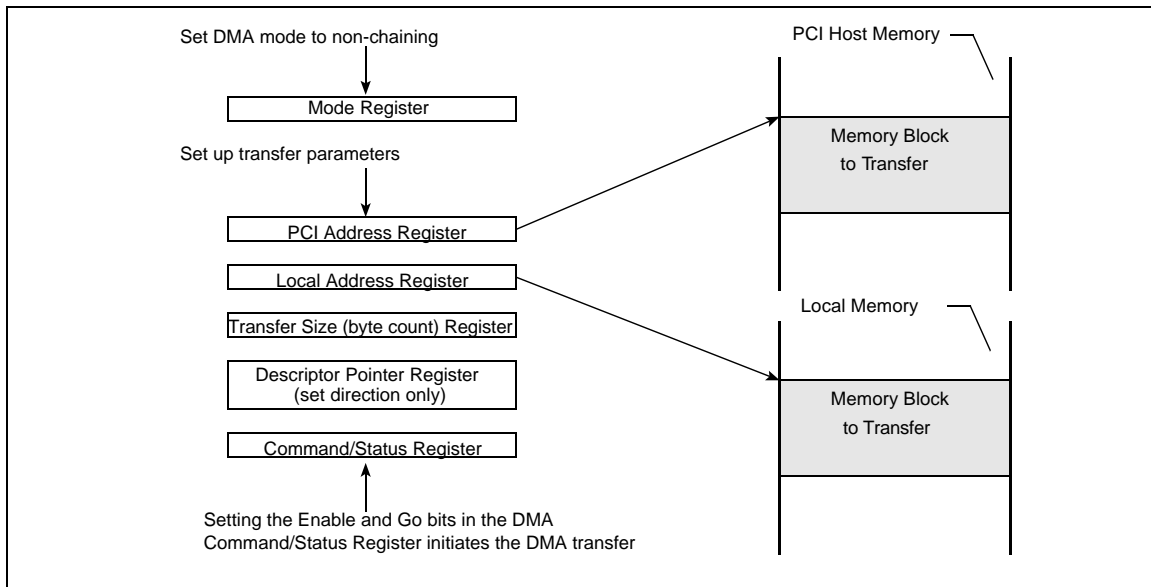 Set DMA mode to non-chaining
Mode Register
Set up transfer parameters
PCI Address Register
Local Address Register
Transfer Size (byte count) Register
Descriptor Pointer Register
(set direction only)
Command/Status Register
Setting the Enable and Go bits in the DMA
Command/Status Register initiates the DMA transfer
PCI Host Memory
Memory Block
to Transfer
Local Memory
Memory Block
to Transfer